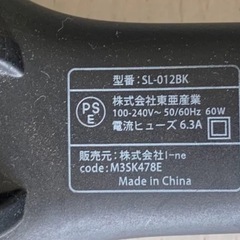 型番：SL-012BK
PS
E
株式会社東亜産業
100-240V～ 50/60Hz 60W
電流ヒューズ 6.3A
販売元：株式会社I-ne
code：M3SK478E
Made in China